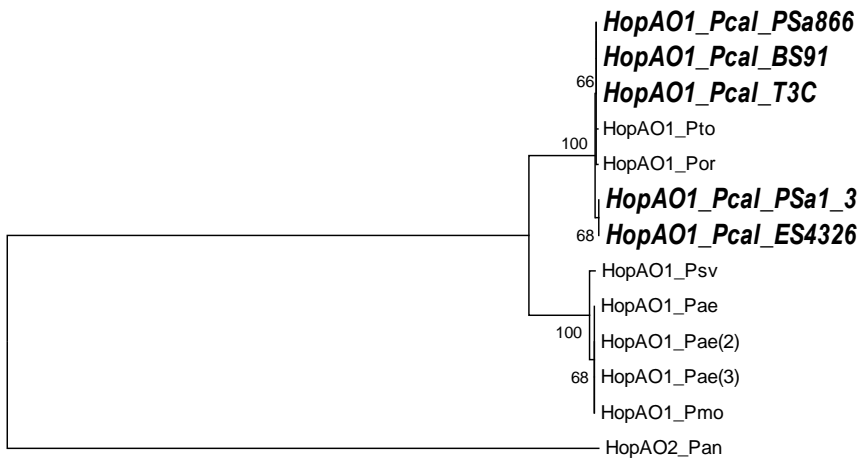 HopAO1_Pcal_PSa866
HopAO1_Pcal_BS91
66
HopAO1_Pcal_T3C
HopAO1_Pto
100
HopAO1_Por
HopAO1_Pcal_PSa1_3
68
HopAO1_Pcal_ES4326
HopAO1_Psv
HopAO1_Pae
100
HopAO1_Pae(2)
68
HopAO1_Pae(3)
HopAO1_Pmo
HopAO2_Pan